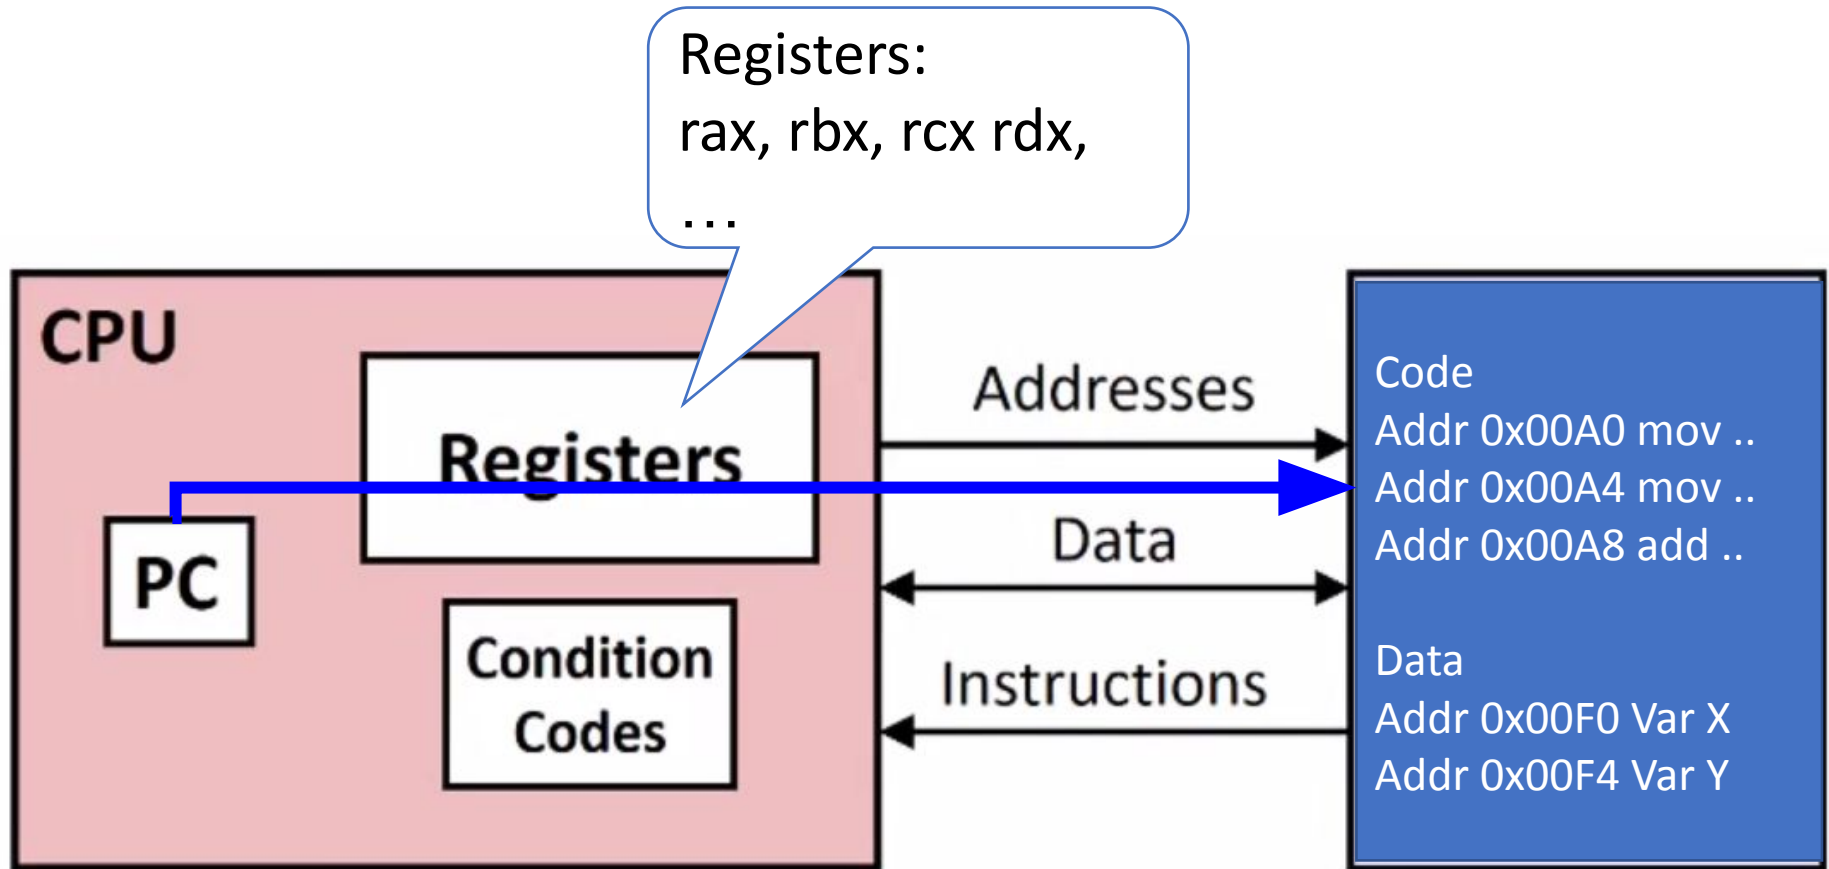 Registers:
rax, rbx, rcx rdx,
…
CPU
Registers
PC
Condition
Codes
Addresses
Data
Instructions
Code
Addr 0x00A0 mov ..
Addr 0x00A4 mov ..
Addr 0x00A8 add ..
Data
Addr 0x00F0 Var X
Addr 0x00F4 Var Y